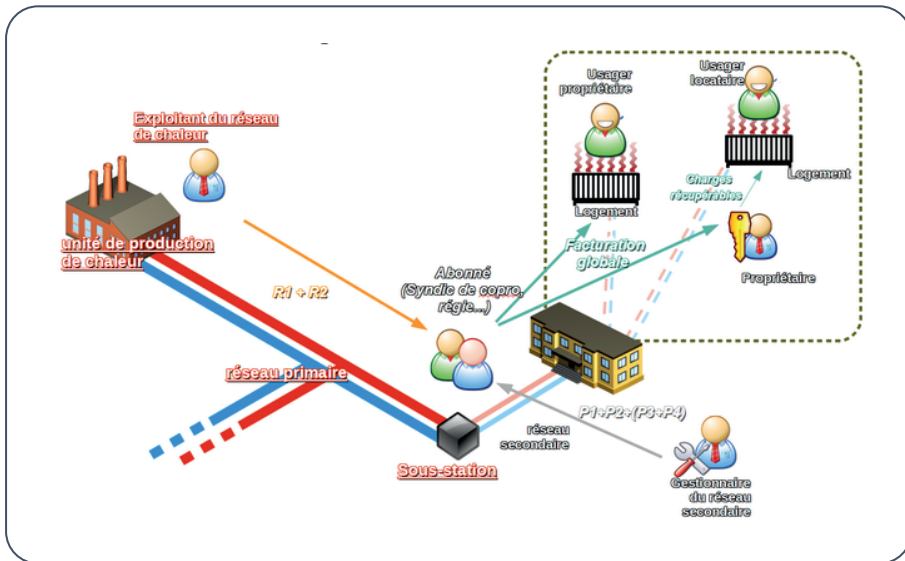 Usager
propriétaire
Usager
locataire
Exploitant du réseau
de chaleur
Logement
Charges
récupérables
Logement
unité de production
de chaleur
Facturation
globale
Propriétaire
Abonné
(Syndic de copro,
régie...)
R1 + R2
réseau primaire
P1+P2+(P3+P4)
réseau
secondaire
Sous-station
Gestionnaire
du réseau
secondaire